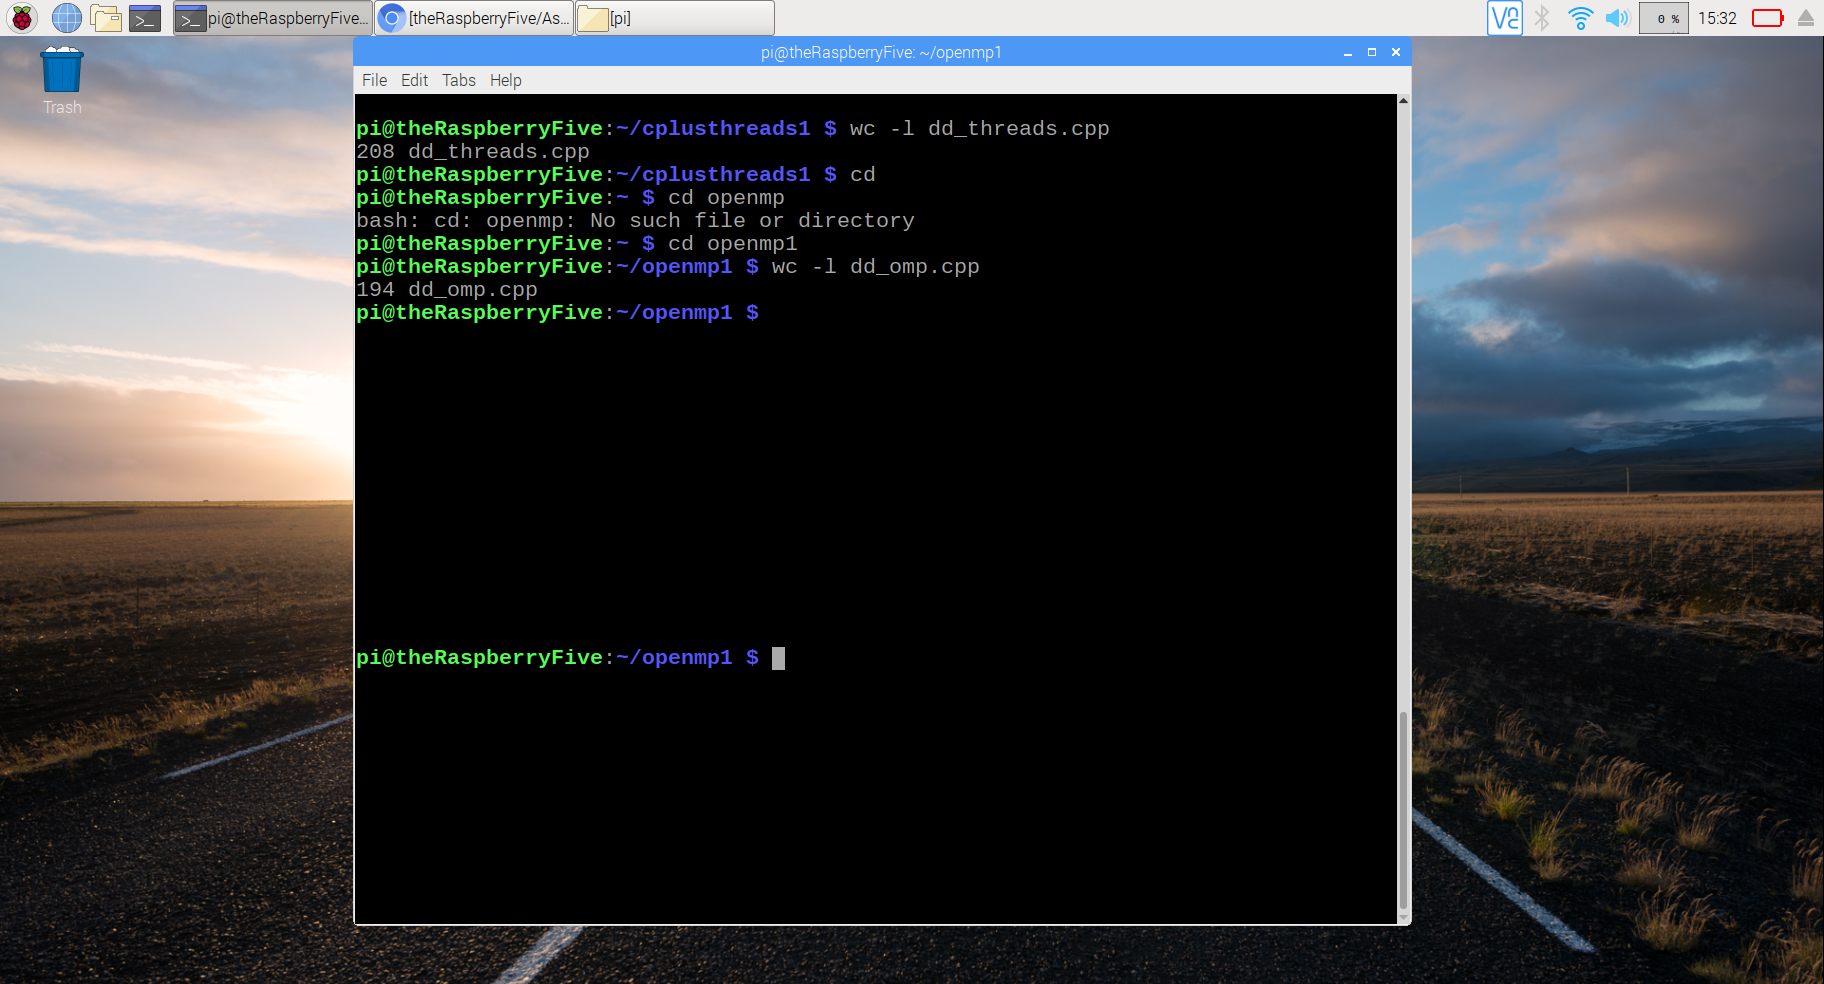 pi@theRaspberryFive...
[theRaspberryFive/As...
[pi]
0 %
15:32
Trash
pi@theRaspberryFive: ~/openmp1
File Edit Tabs Help
pi@theRaspberryFive:~/cplusthreads1 $ wc -l dd_threads.cpp
208 dd_threads.cpp
pi@theRaspberryFive:~/cplusthreads1 $ cd
pi@theRaspberryFive:~ $ cd openmp
bash: cd: openmp: No such file or directory
pi@theRaspberryFive:~ $ cd openmp1
pi@theRaspberryFive:~/openmp1 $ wc -l dd_omp.cpp
194 dd_omp.cpp
pi@theRaspberryFive:~/openmp1 $
pi@theRaspberryFive:~/openmp1 $